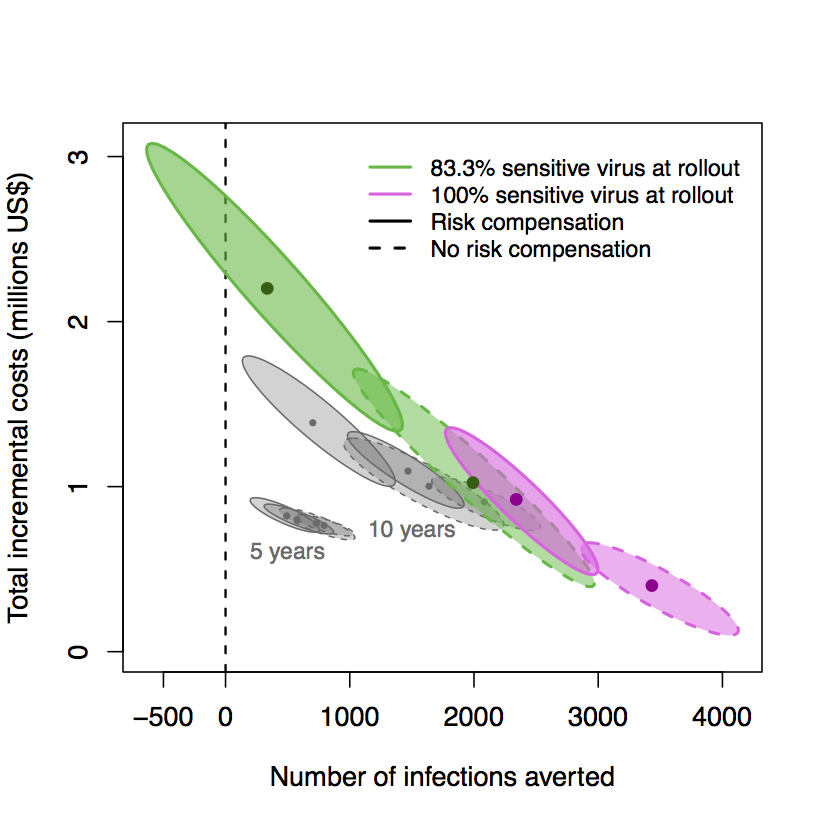 Total incremental costs (millions US$)
3
2
1
0
83.3% sensitive virus at rollout
100% sensitive virus at rollout
Risk compensation
No risk compensation
10 years
5 years
−500 0 1000 2000 3000 4000
Number of infections averted